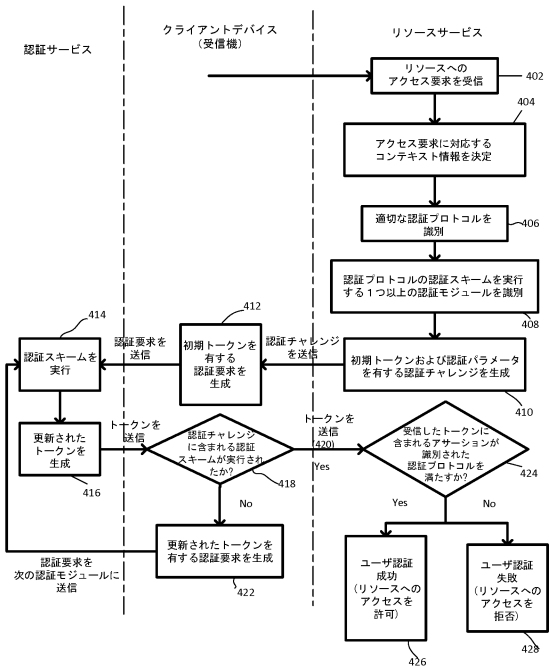 認証サービス
クライアントデバイス
(受信機)
リソースサービス
リソースへの
アクセス要求を受信
402
404
アクセス要求に対応する
コンテキスト情報を決定
適切な認証プロトコルを
識別
406
認証プロトコルの認証スキームを実行
する1つ以上の認証モジュールを識別
408
初期トークンおよび認証パラメータ
を有する認証チャレンジを生成
410
認証チャレンジ
を送信
412
初期トークンを
有する
認証要求を
生成
認証要求を
送信
414
認証スキームを
実行
更新された
トークンを
生成
416
トークンを
送信
認証チャレンジ
に含まれる認証
スキームが実行され
たか?
418
トークンを
送信
(420)
Yes
No
更新されたトークンを
有する認証要求を生成
422
認証要求を
次の認証モジュールに
送信
受信したトークンに
含まれるアサーションが
識別された
認証プロトコルを
満たすか?
424
Yes
No
ユーザ認証
成功
(リソースへの
アクセスを
許可)
426
ユーザ認証
失敗
(リソースへの
アクセスを
拒否)
428